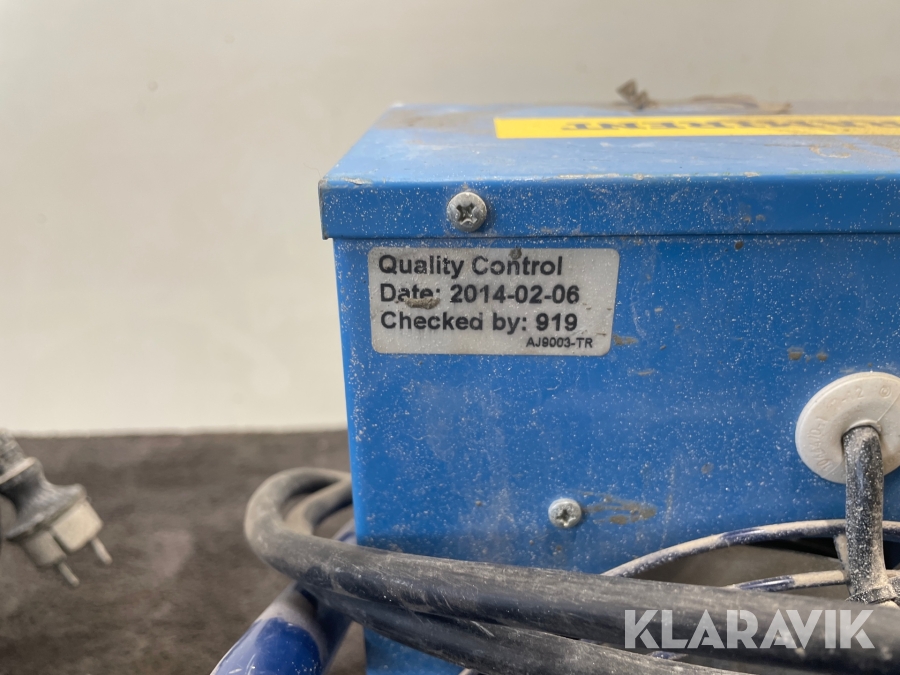 Quality Control
Date: 2014-02-06
Checked by: 919
AJ9003-TR
KLARAVIK